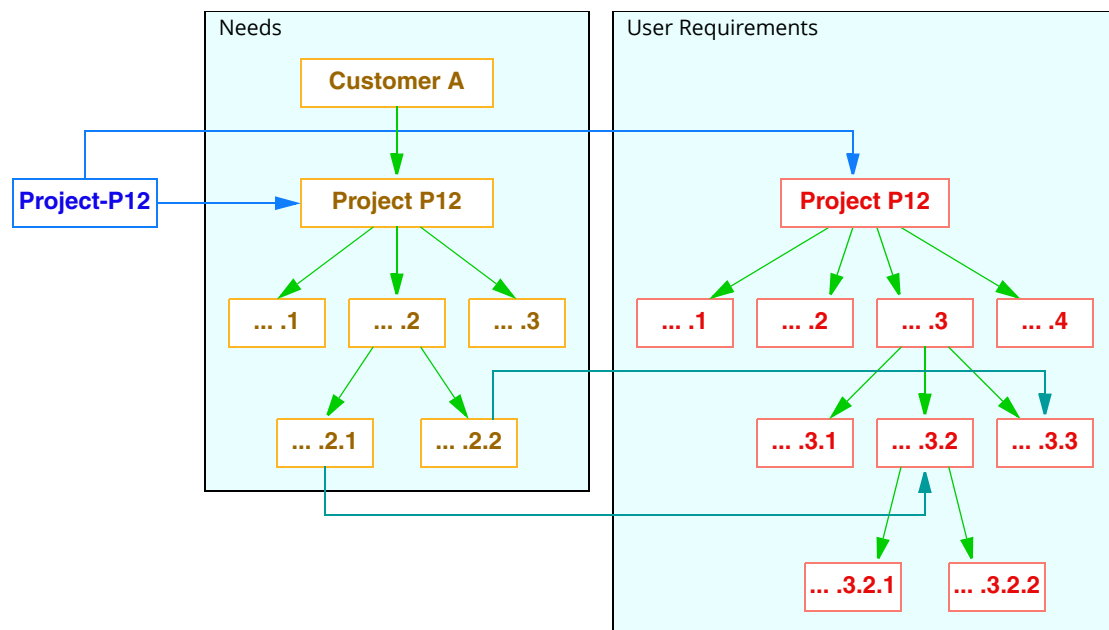 Needs
User Requirements
Customer A
Project-P12
Project P12
Project P12
... .1
... .2
... .3
... .1
... .2
... .3
... .4
... .2.1
... .2.2
... .3.1
... .3.2
... .3.3
... .3.2.1
... .3.2.2